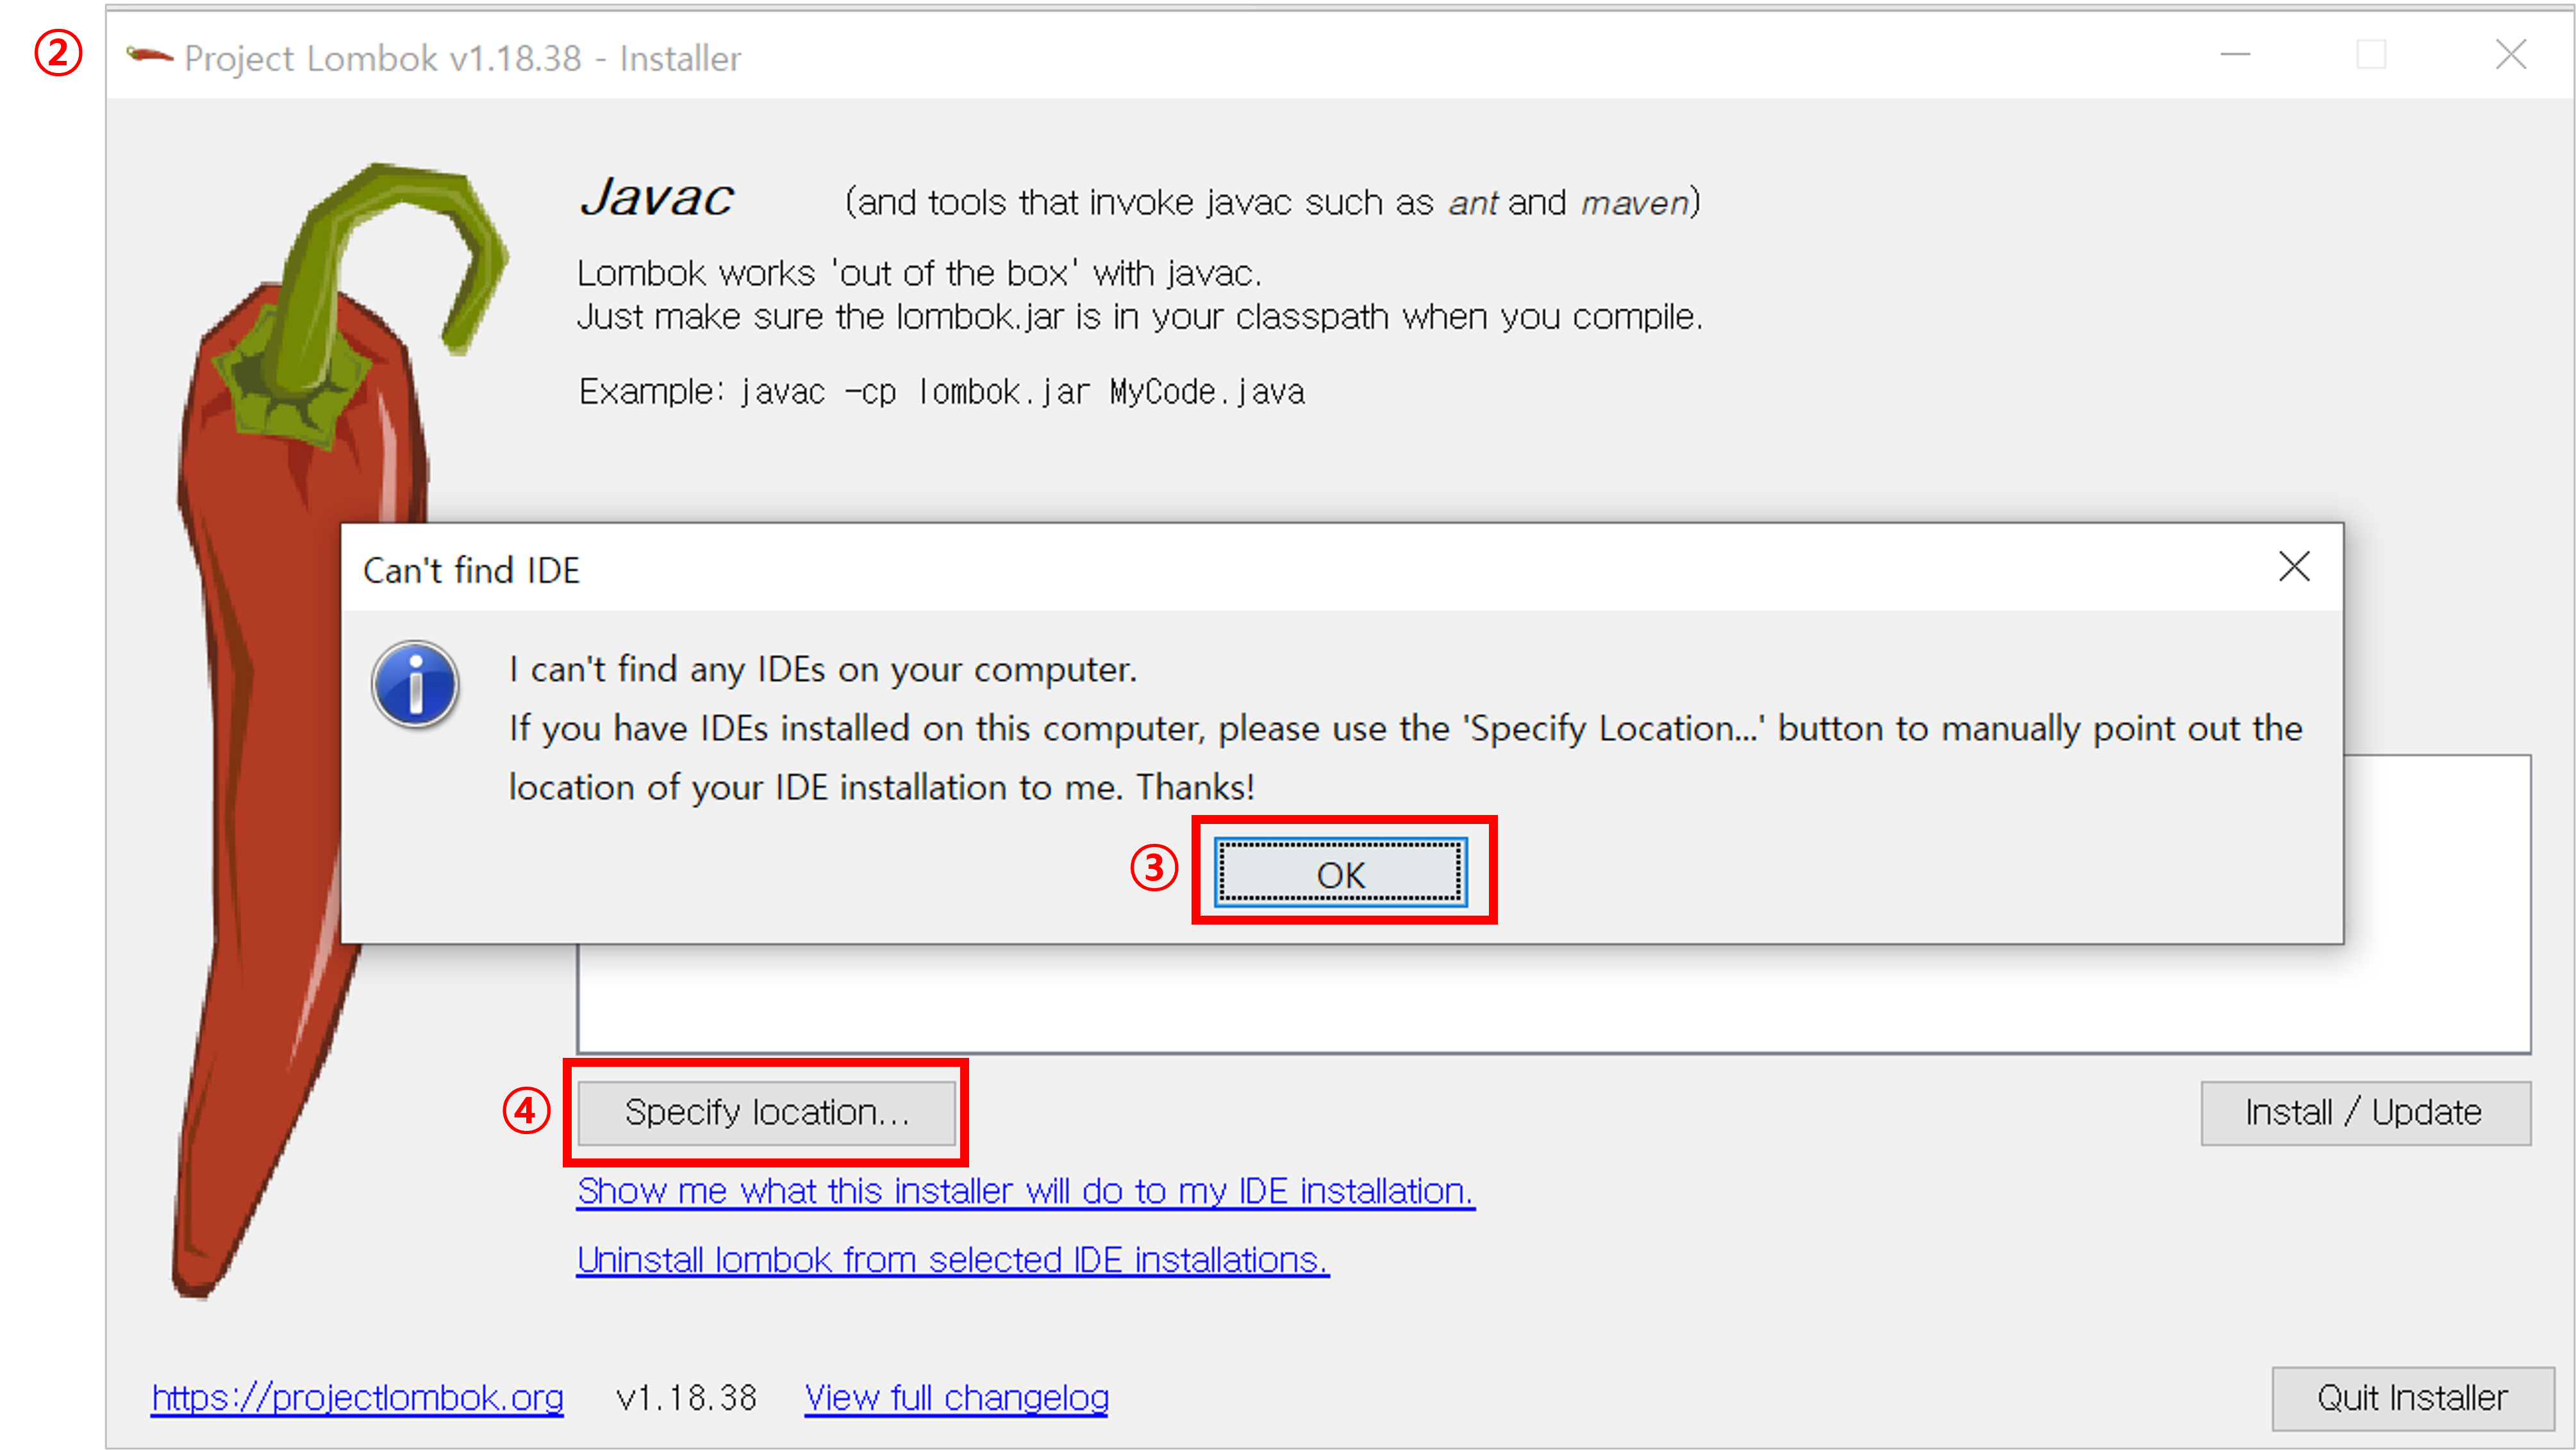 ②
Project Lombok v1.18.38 - Installer
Javac (and tools that invoke javac such as ant and maven)
Lombok works 'out of the box' with javac.
Just make sure the lombok.jar is in your classpath when you compile.
Example: javac -cp lombok.jar MyCode.java
Can't find IDE
I can't find any IDEs on your computer.
If you have IDEs installed on this computer, please use the 'Specify Location...' button to manually point out the
location of your IDE installation to me. Thanks!
③ OK
④ Specify location... Install / Update
Show me what this installer will do to my IDE installation.
Uninstall lombok from selected IDE installations.
https://projectlombok.org v1.18.38 View full changelog Quit Installer